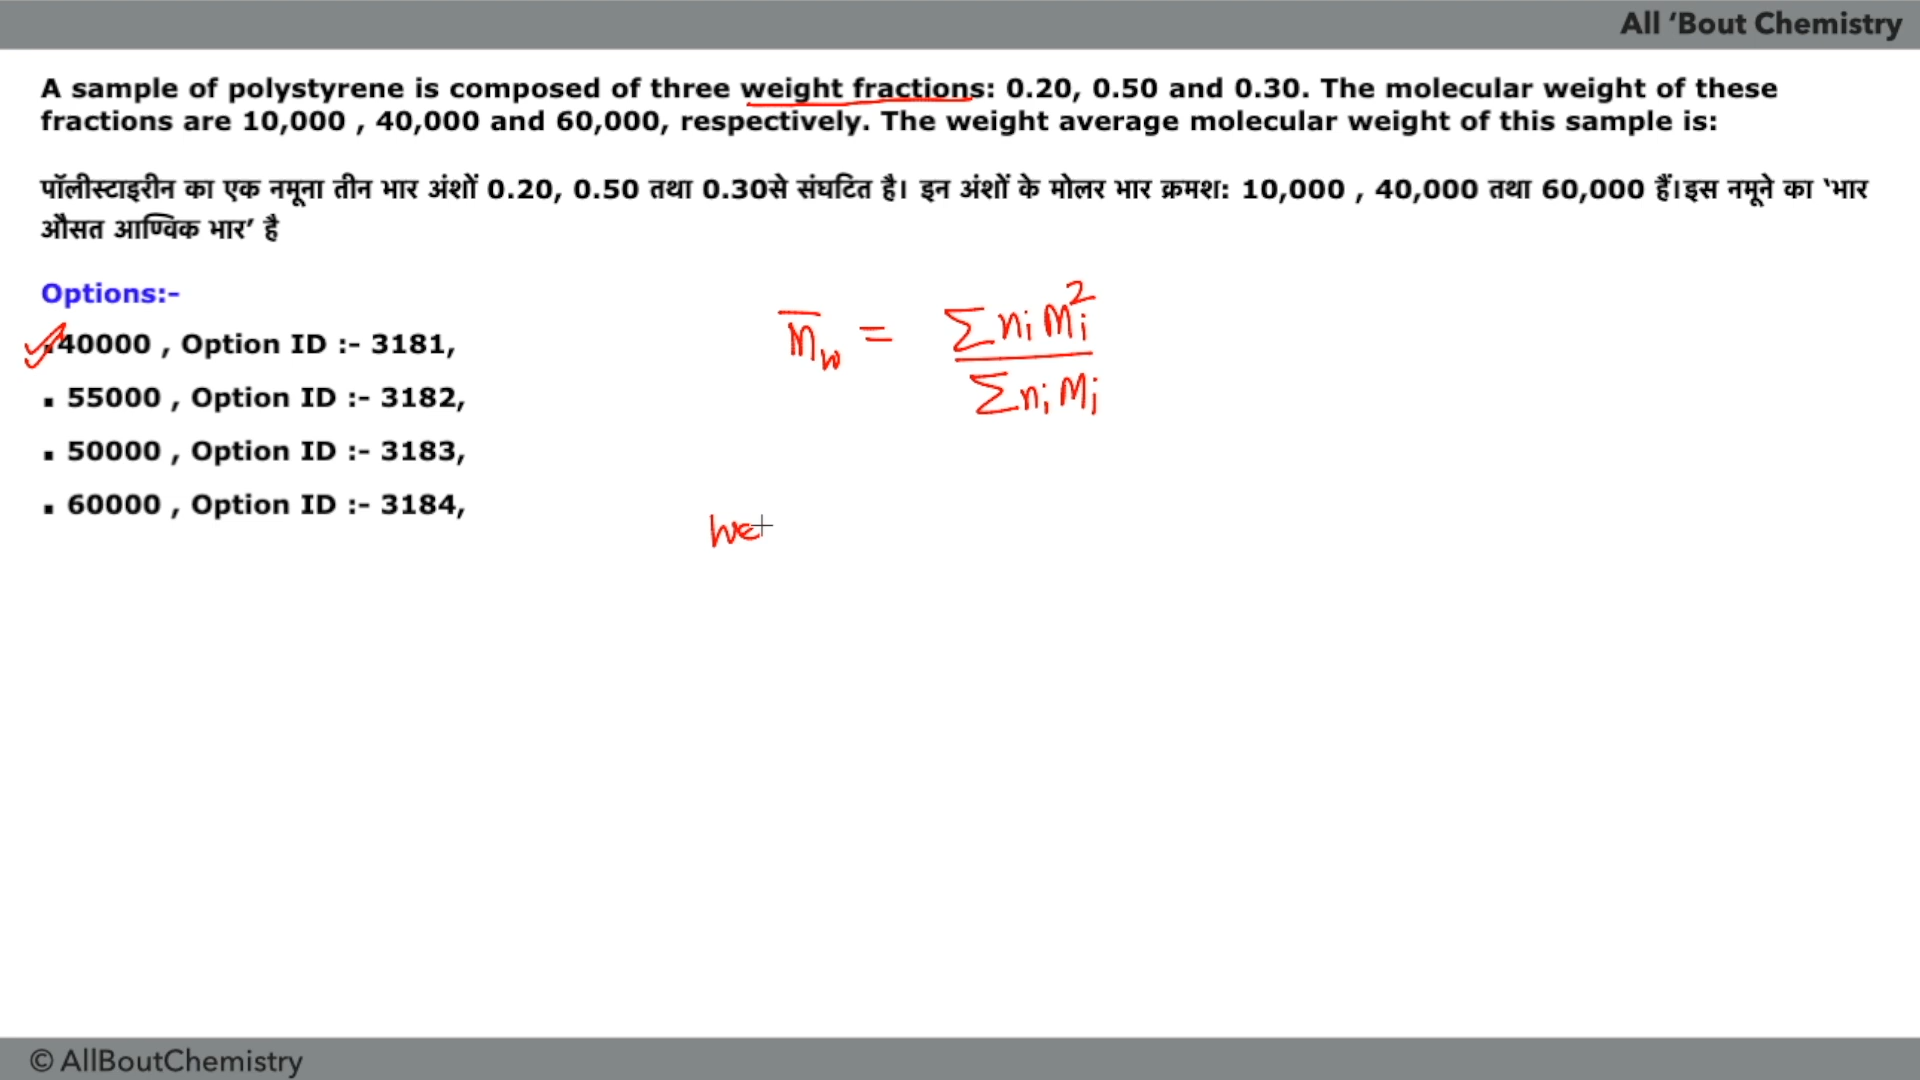 All ‘Bout Chemistry
A sample of polystyrene is composed of three weight fractions: 0.20, 0.50 and 0.30. The molecular weight of these
fractions are 10,000 , 40,000 and 60,000, respectively. The weight average molecular weight of this sample is:
पॉलीस्टाइरीन का एक नमूना तीन भार अंशों 0.20, 0.50 तथा 0.30से संघटित है। इन अंशों के मोलर भार क्रमश: 10,000 , 40,000 तथा 60,000 हैं।इस नमूने का ‘भार
औसत आण्विक भार’ है
Options:-
40000 , Option ID :- 3181,
▪ 55000 , Option ID :- 3182,
▪ 50000 , Option ID :- 3183,
▪ 60000 , Option ID :- 3184,
M̅w = Σ ni Mi²
Σ ni Mi
we
© AllBoutChemistry